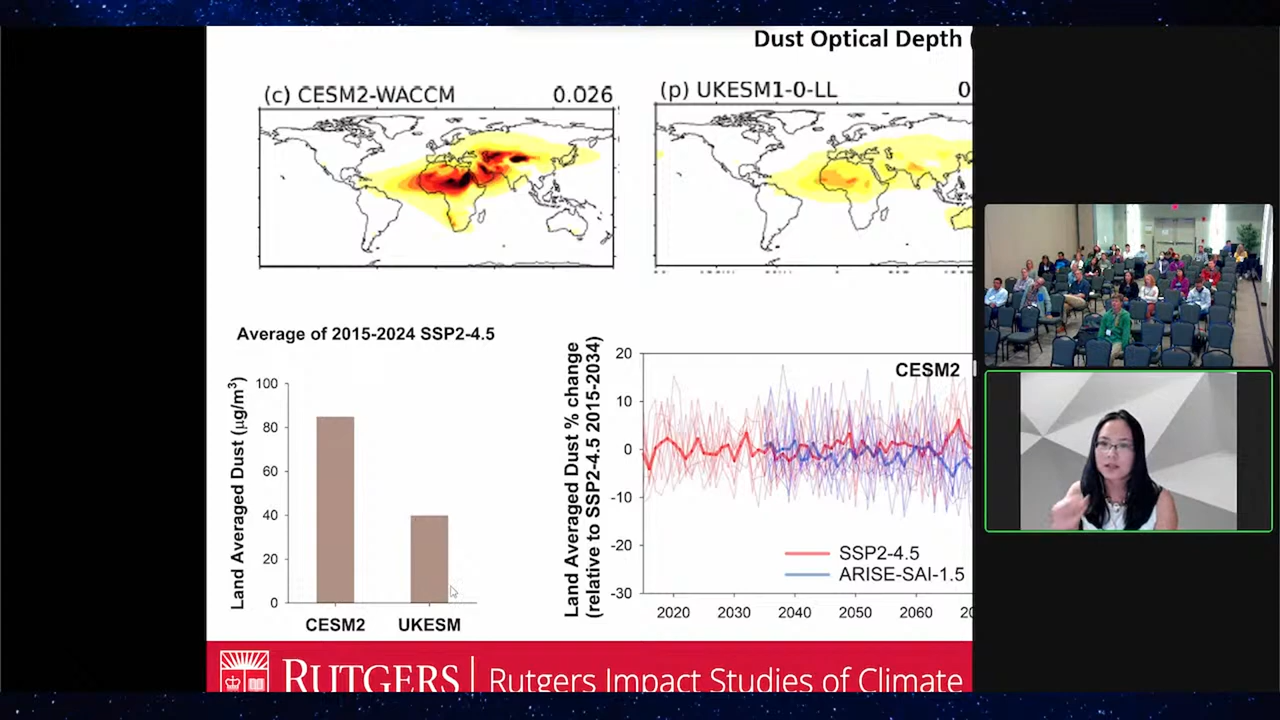 Dust Optical Depth (
(c) CESM2-WACCM 0.026
(p) UKESM1-0-LL 0
Average of 2015-2024 SSP2-4.5
Land Averaged Dust (µg/m³)
100
80
60
40
20
0
CESM2 UKESM
Land Averaged Dust % change
(relative to SSP2-4.5 2015-2034)
20
10
0
-10
-20
-30
CESM2
SSP2-4.5
ARISE-SAI-1.5
2020 2030 2040 2050 2060 20
RUTGERS
Rutgers Impact Studies of Climate